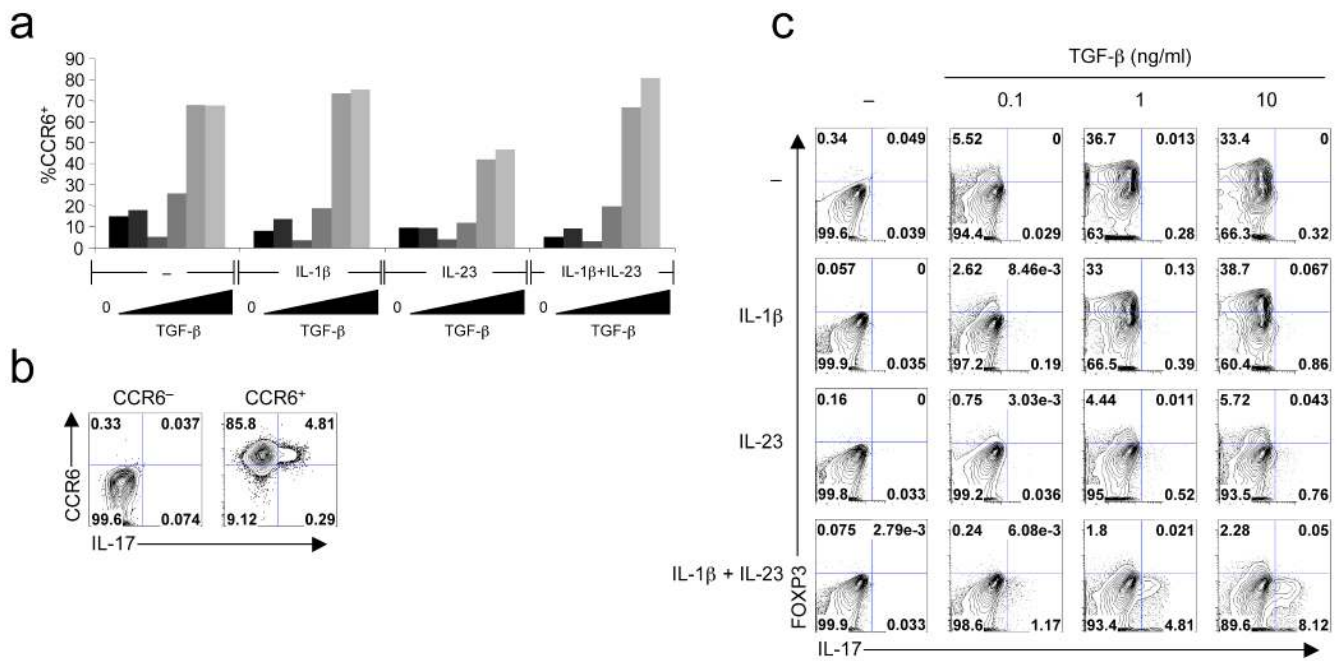 a
90
80
70
60
50
40
30
20
10
0
%CCR6⁺
– IL-1β IL-23 IL-1β+IL-23
0 0 0 0
TGF-β TGF-β TGF-β TGF-β
b
CCR6⁻ CCR6⁺
0.33 0.037 85.8 4.81
99.6 0.074 9.12 0.29
CCR6
IL-17
c
TGF-β (ng/ml)
– 0.1 1 10
–
0.34 0.049 5.52 0 36.7 0.013 33.4 0
99.6 0.039 94.4 0.029 63 0.28 66.3 0.32
IL-1β
0.057 0 2.62 8.46e-3 33 0.13 38.7 0.067
99.9 0.035 97.2 0.19 66.5 0.39 60.4 0.86
IL-23
0.16 0 0.75 3.03e-3 4.44 0.011 5.72 0.043
99.8 0.033 99.2 0.036 95 0.52 93.5 0.76
IL-1β + IL-23
0.075 2.79e-3 0.24 6.08e-3 1.8 0.021 2.28 0.05
99.9 0.033 98.6 1.17 93.4 4.81 89.6 8.12
FOXP3
IL-17